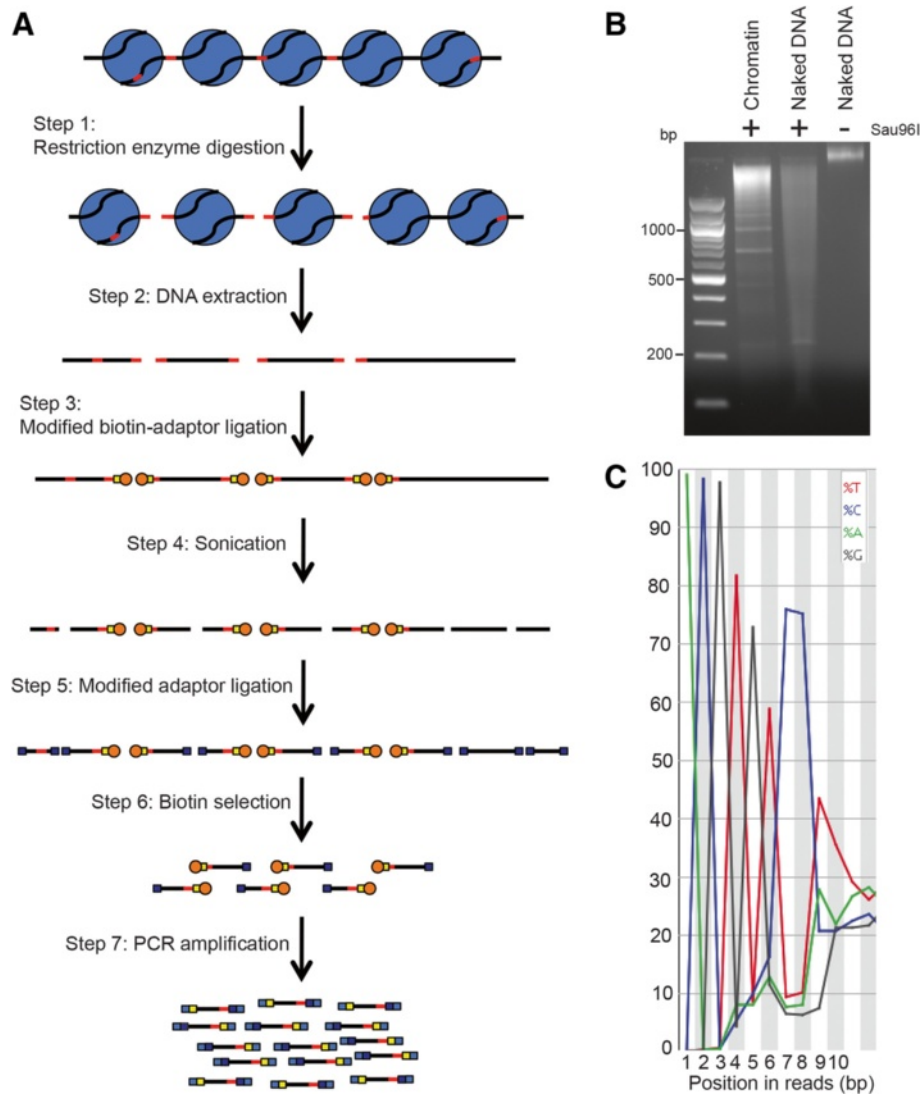 A
Step 1:
Restriction enzyme digestion
Step 2: DNA extraction
Step 3:
Modified biotin-adaptor ligation
Step 4: Sonication
Step 5: Modified adaptor ligation
Step 6: Biotin selection
Step 7: PCR amplification
B
Chromatin
Naked DNA
Naked DNA
bp + + - Sau96I
1000
500
200
C
%T
%C
%A
%G
100
90
80
70
60
50
40
30
20
10
0
1 2 3 4 5 6 7 8 9 10
Position in reads (bp)